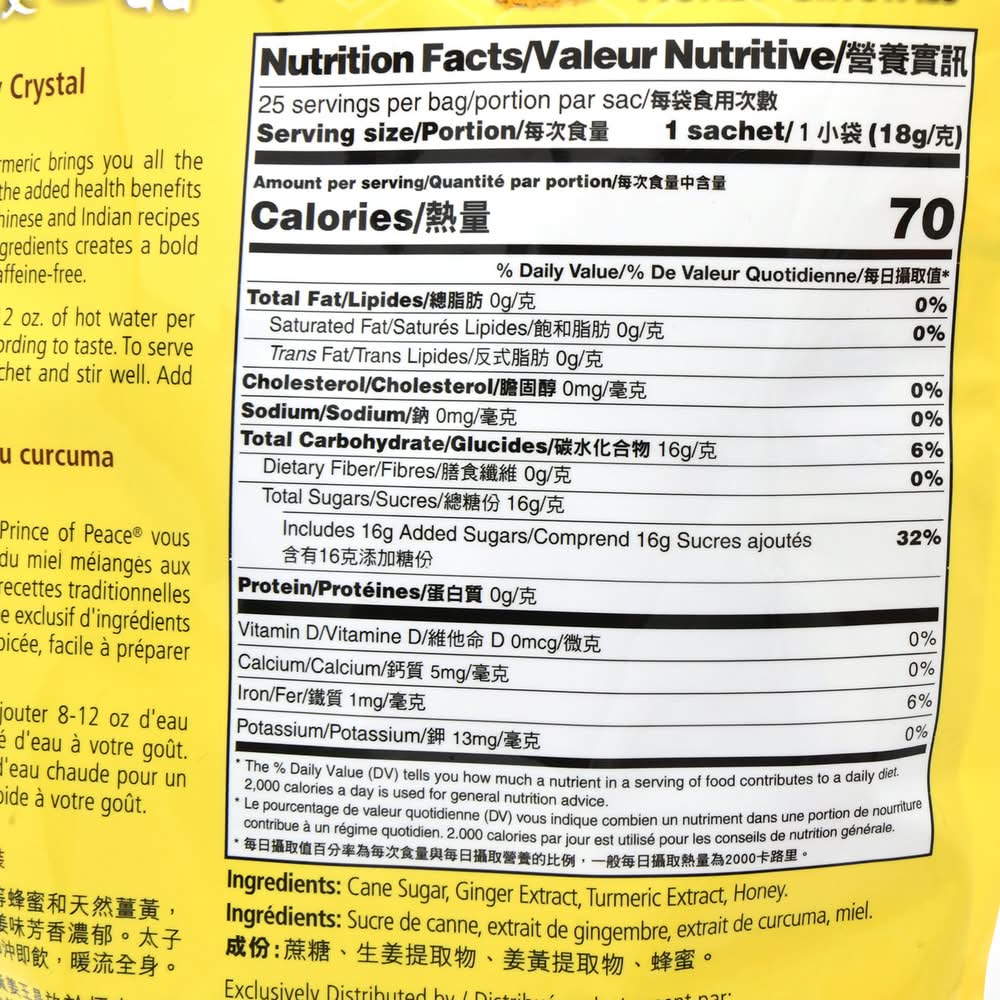 Crystal
meric brings you all the
the added health benefits
hinese and Indian recipes
gredients creates a bold
affeine-free.
2 oz. of hot water per
ording to taste. To serve
chet and stir well. Add
u curcuma
Prince of Peace® vous
du miel mélangés aux
recettes traditionnelles
e exclusif d'ingrédients
picée, facile à préparer
jouter 8-12 oz d'eau
é d'eau à votre goût.
d'eau chaude pour un
oide à votre goût.
裝
蜂蜜和天然薑黃，
味芳香濃郁。太子
沖即飲，暖流全身。
Nutrition Facts/Valeur Nutritive/營養實訊
25 servings per bag/portion par sac/每袋食用次數
Serving size/Portion/每次食量 1 sachet/1 小袋 (18g/克)
Amount per serving/Quantité par portion/每次食量中含量
Calories/熱量 70
% Daily Value/% De Valeur Quotidienne/每日攝取值*
Total Fat/Lipides/總脂肪 0g/克 0%
Saturated Fat/Saturés Lipides/飽和脂肪 0g/克 0%
Trans Fat/Trans Lipides/反式脂肪 0g/克
Cholesterol/Cholesterol/膽固醇 0mg/毫克 0%
Sodium/Sodium/鈉 0mg/毫克 0%
Total Carbohydrate/Glucides/碳水化合物 16g/克 6%
Dietary Fiber/Fibres/膳食纖維 0g/克 0%
Total Sugars/Sucres/總糖份 16g/克
Includes 16g Added Sugars/Comprend 16g Sucres ajoutés 32%
含有16克添加糖份
Protein/Protéines/蛋白質 0g/克
Vitamin D/Vitamine D/維他命 D 0mcg/微克 0%
Calcium/Calcium/鈣質 5mg/毫克 0%
Iron/Fer/鐵質 1mg/毫克 6%
Potassium/Potassium/鉀 13mg/毫克 0%
* The % Daily Value (DV) tells you how much a nutrient in a serving of food contributes to a daily diet.
2,000 calories a day is used for general nutrition advice.
* Le pourcentage de valeur quotidienne (DV) vous indique combien un nutriment dans une portion de nourriture
contribue à un régime quotidien. 2.000 calories par jour est utilisé pour les conseils de nutrition générale.
* 每日攝取值百分率為每次食量與每日攝取營養的比例，一般每日攝取熱量為2000卡路里。
Ingredients: Cane Sugar, Ginger Extract, Turmeric Extract, Honey.
Ingrédients: Sucre de canne, extrait de gingembre, extrait de curcuma, miel.
成份:蔗糖、生姜提取物、姜黃提取物、蜂蜜。
Exclusively Distributed by /